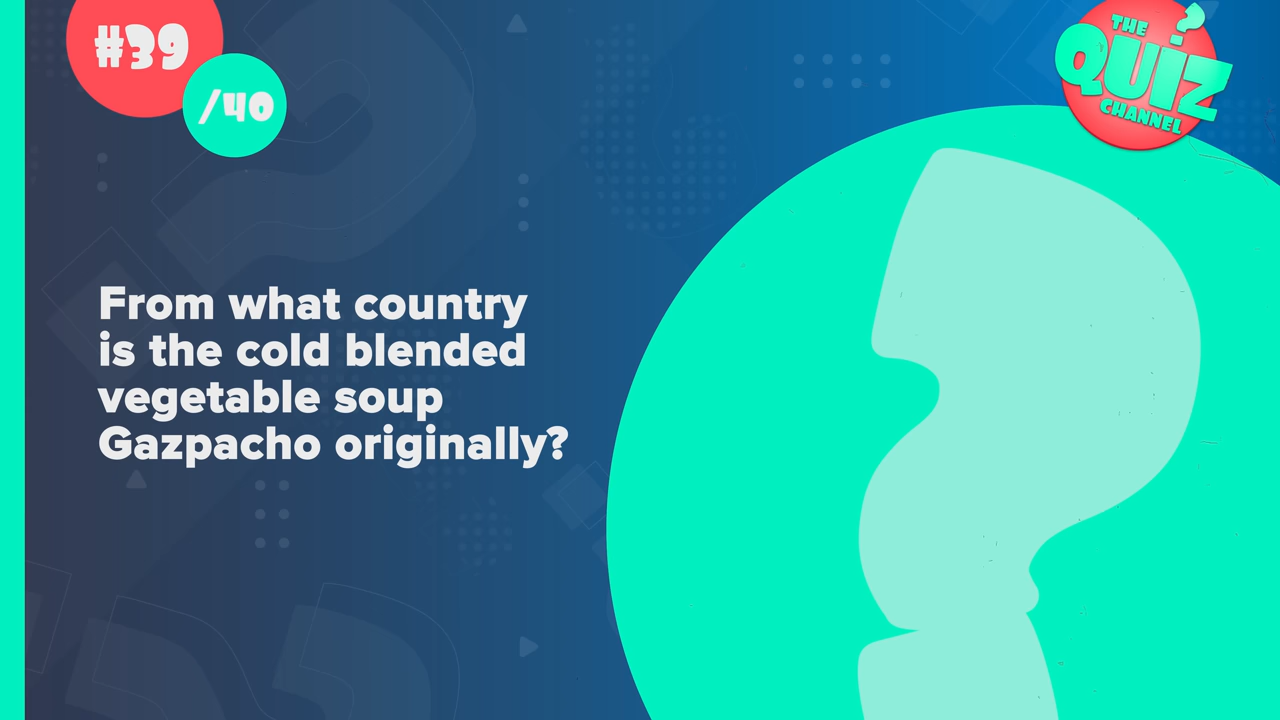 #39
/40
THE
QUIZ
CHANNEL
From what country
is the cold blended
vegetable soup
Gazpacho originally?